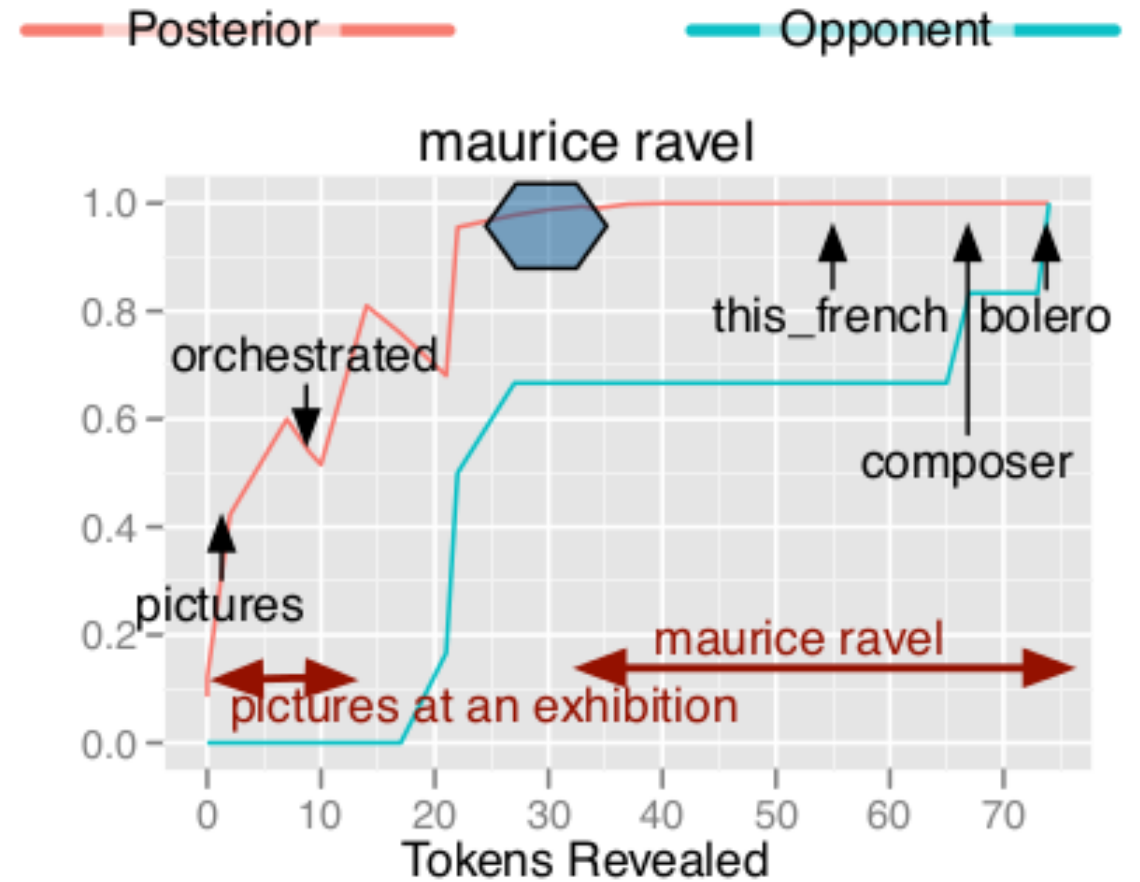 Posterior Opponent
maurice ravel
1.0
0.8
this_french bolero
orchestrated
0.6
composer
0.4
pictures
0.2
maurice ravel
pictures at an exhibition
0.0
0 10 20 30 40 50 60 70
Tokens Revealed